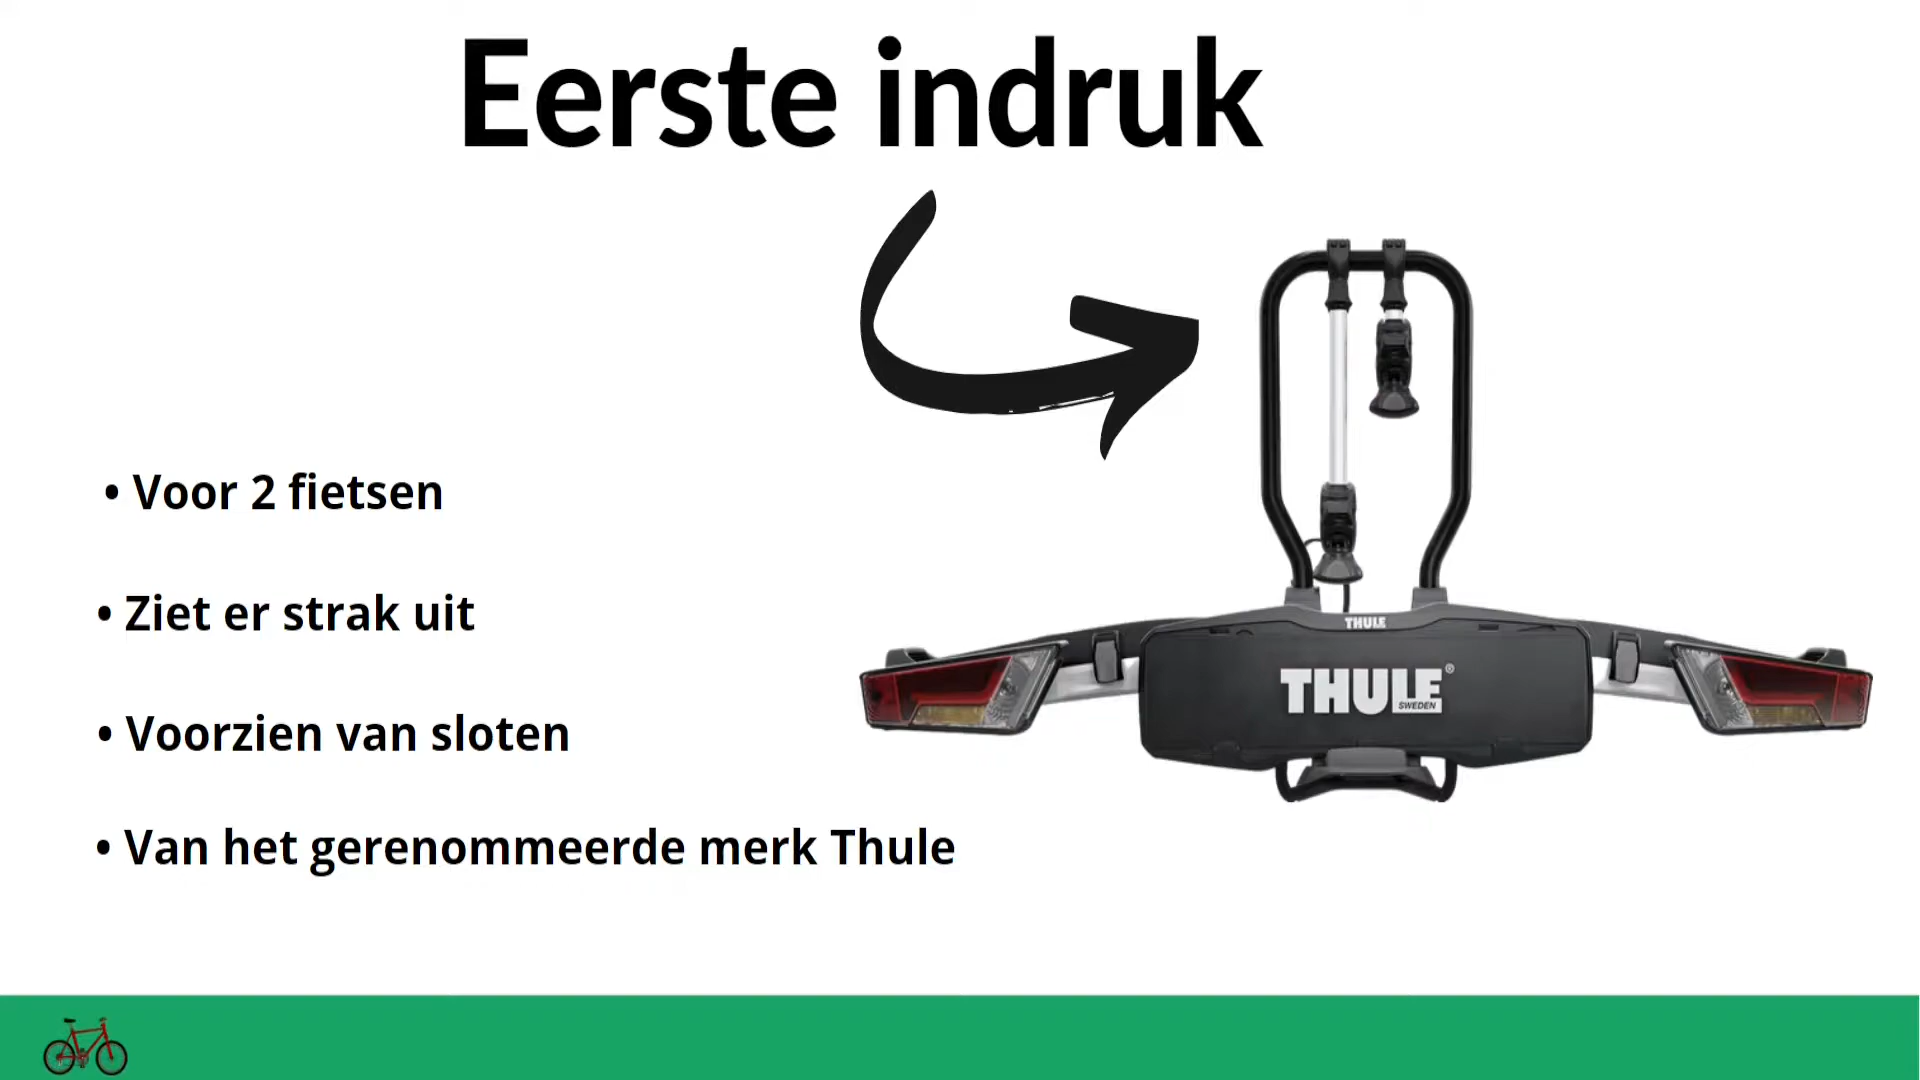 Eerste indruk
• Voor 2 fietsen
• Ziet er strak uit
• Voorzien van sloten
• Van het gerenommeerde merk Thule
THULE
THULE®
SWEDEN